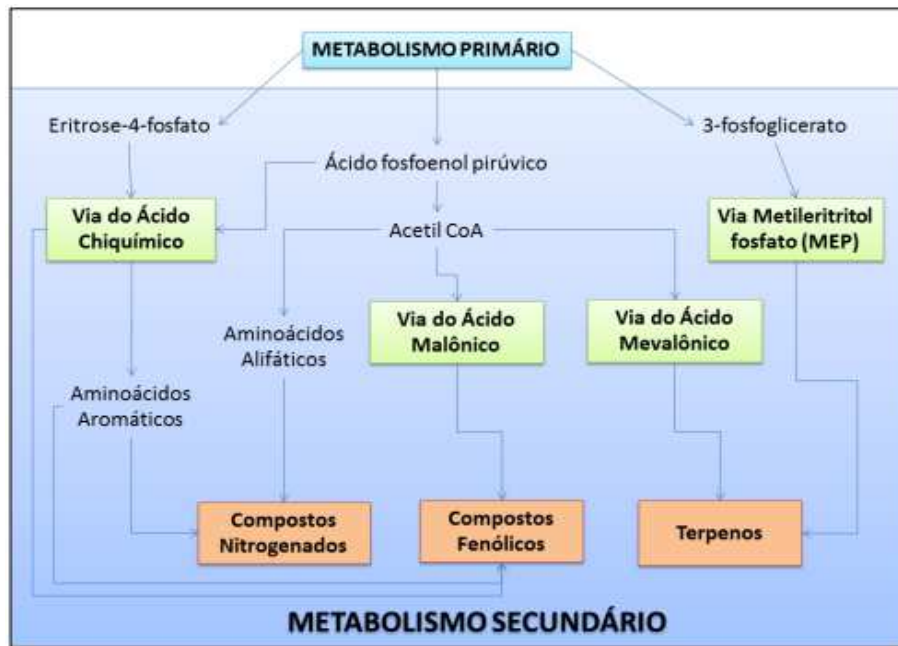 METABOLISMO PRIMÁRIO
Eritrose-4-fosfato
3-fosfoglicerato
Ácido fosfoenol pirúvico
Via do Ácido
Chiquímico
Acetil CoA
Via Metileritritol
fosfato (MEP)
Aminoácidos
Alifáticos
Via do Ácido
Malônico
Via do Ácido
Mevalônico
Aminoácidos
Aromáticos
Compostos
Nitrogenados
Compostos
Fenólicos
Terpenos
METABOLISMO SECUNDÁRIO